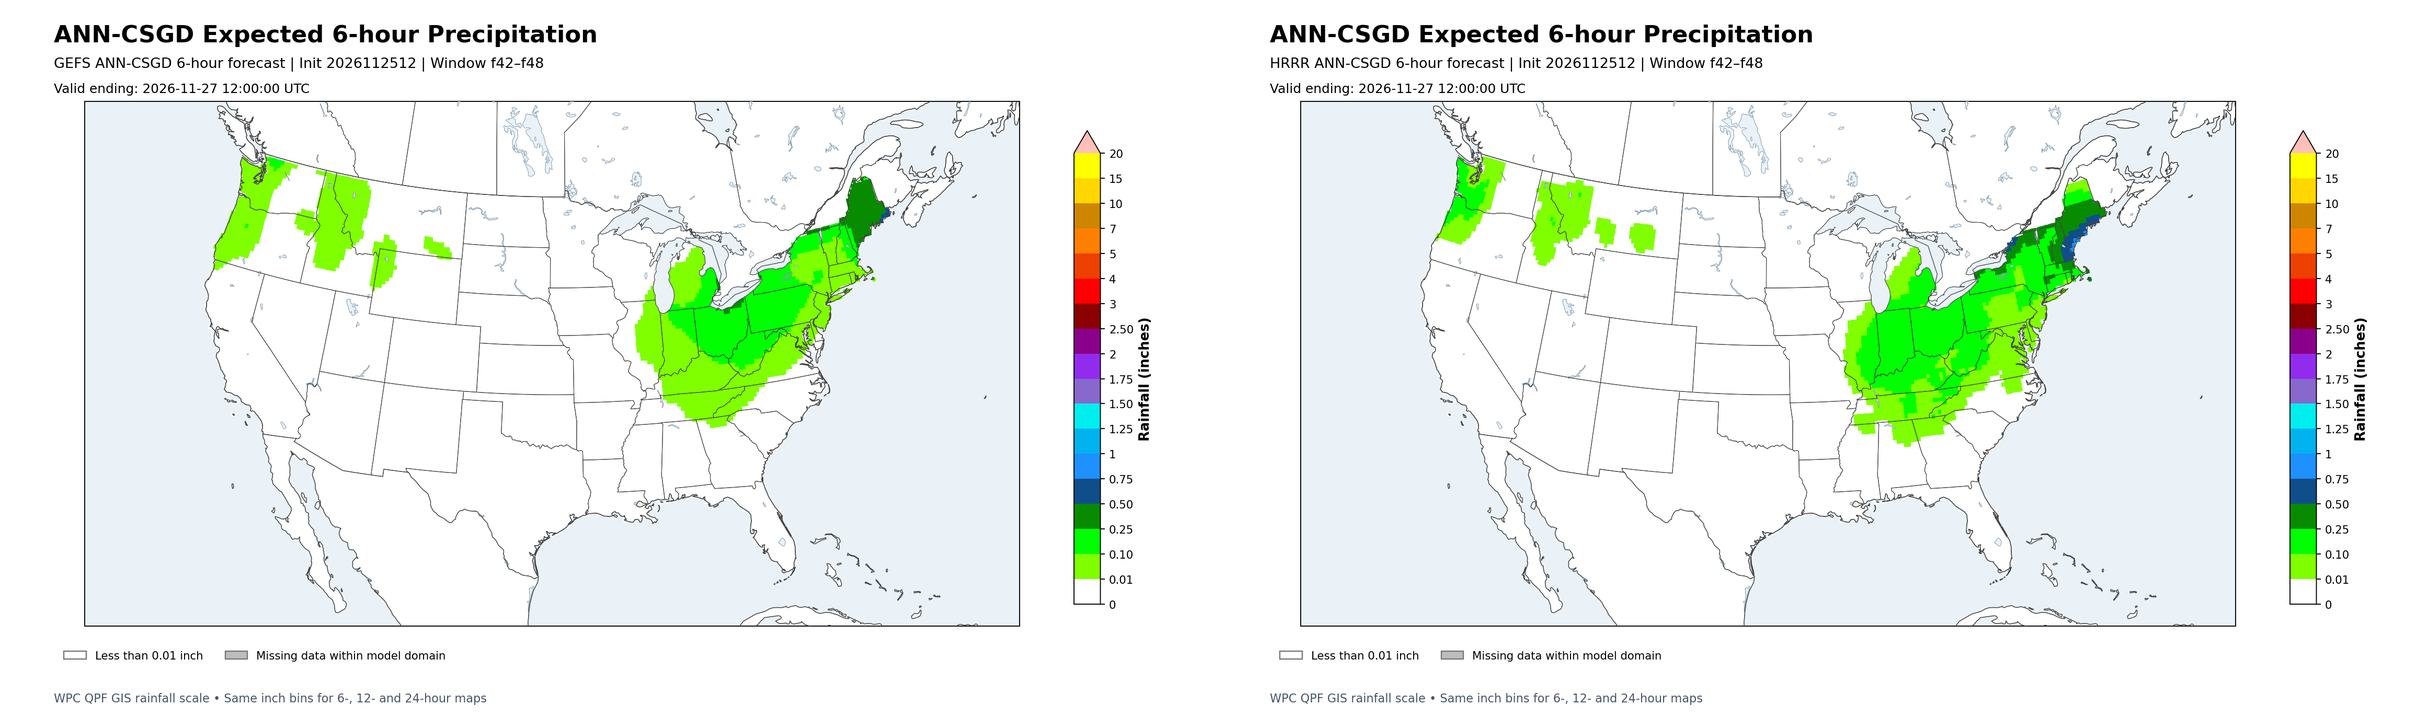 ANN-CSGD Expected 6-hour Precipitation
GEFS ANN-CSGD 6-hour forecast | Init 2026112512 | Window f42–f48
Valid ending: 2026-11-27 12:00:00 UTC
20
15
10
7
5
4
3
2.50
2
1.75
1.50
1.25
1
0.75
0.50
0.25
0.10
0.01
0
Rainfall (inches)
Less than 0.01 inch
Missing data within model domain
WPC QPF GIS rainfall scale • Same inch bins for 6-, 12- and 24-hour maps
ANN-CSGD Expected 6-hour Precipitation
HRRR ANN-CSGD 6-hour forecast | Init 2026112512 | Window f42–f48
Valid ending: 2026-11-27 12:00:00 UTC
20
15
10
7
5
4
3
2.50
2
1.75
1.50
1.25
1
0.75
0.50
0.25
0.10
0.01
0
Rainfall (inches)
Less than 0.01 inch
Missing data within model domain
WPC QPF GIS rainfall scale • Same inch bins for 6-, 12- and 24-hour maps